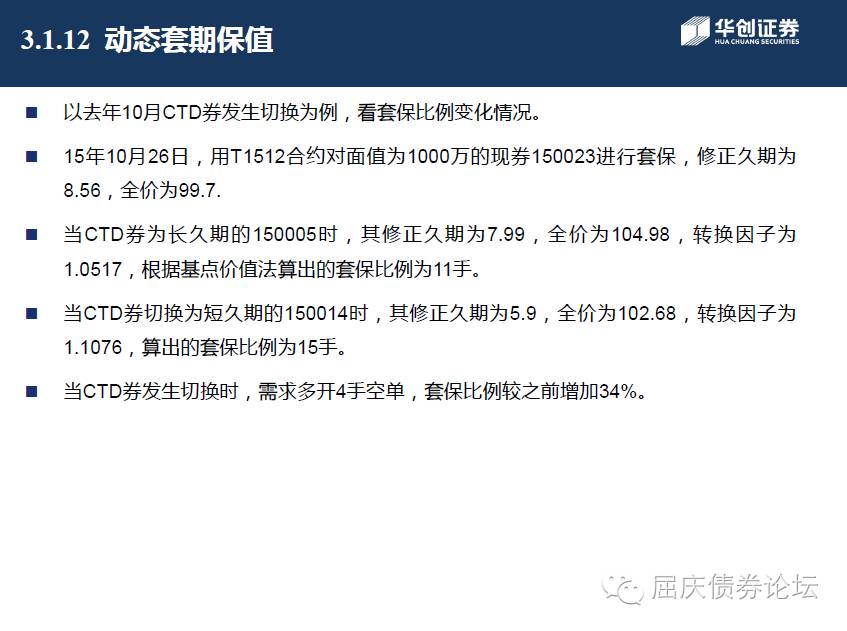 3.1.12 动态套期保值
华创证券
HUA CHUANG SECURITIES
■ 以去年10月CTD券发生切换为例，看套保比例变化情况。
■ 15年10月26日，用T1512合约对面值为1000万的现券150023进行套保，修正久期为
8.56，全价为99.7.
■ 当CTD券为长久期的150005时，其修正久期为7.99，全价为104.98，转换因子为
1.0517，根据基点价值法算出的套保比例为11手。
■ 当CTD券切换为短久期的150014时，其修正久期为5.9，全价为102.68，转换因子为
1.1076，算出的套保比例为15手。
■ 当CTD券发生切换时，需求多开4手空单，套保比例较之前增加34%。
屈庆债券论坛